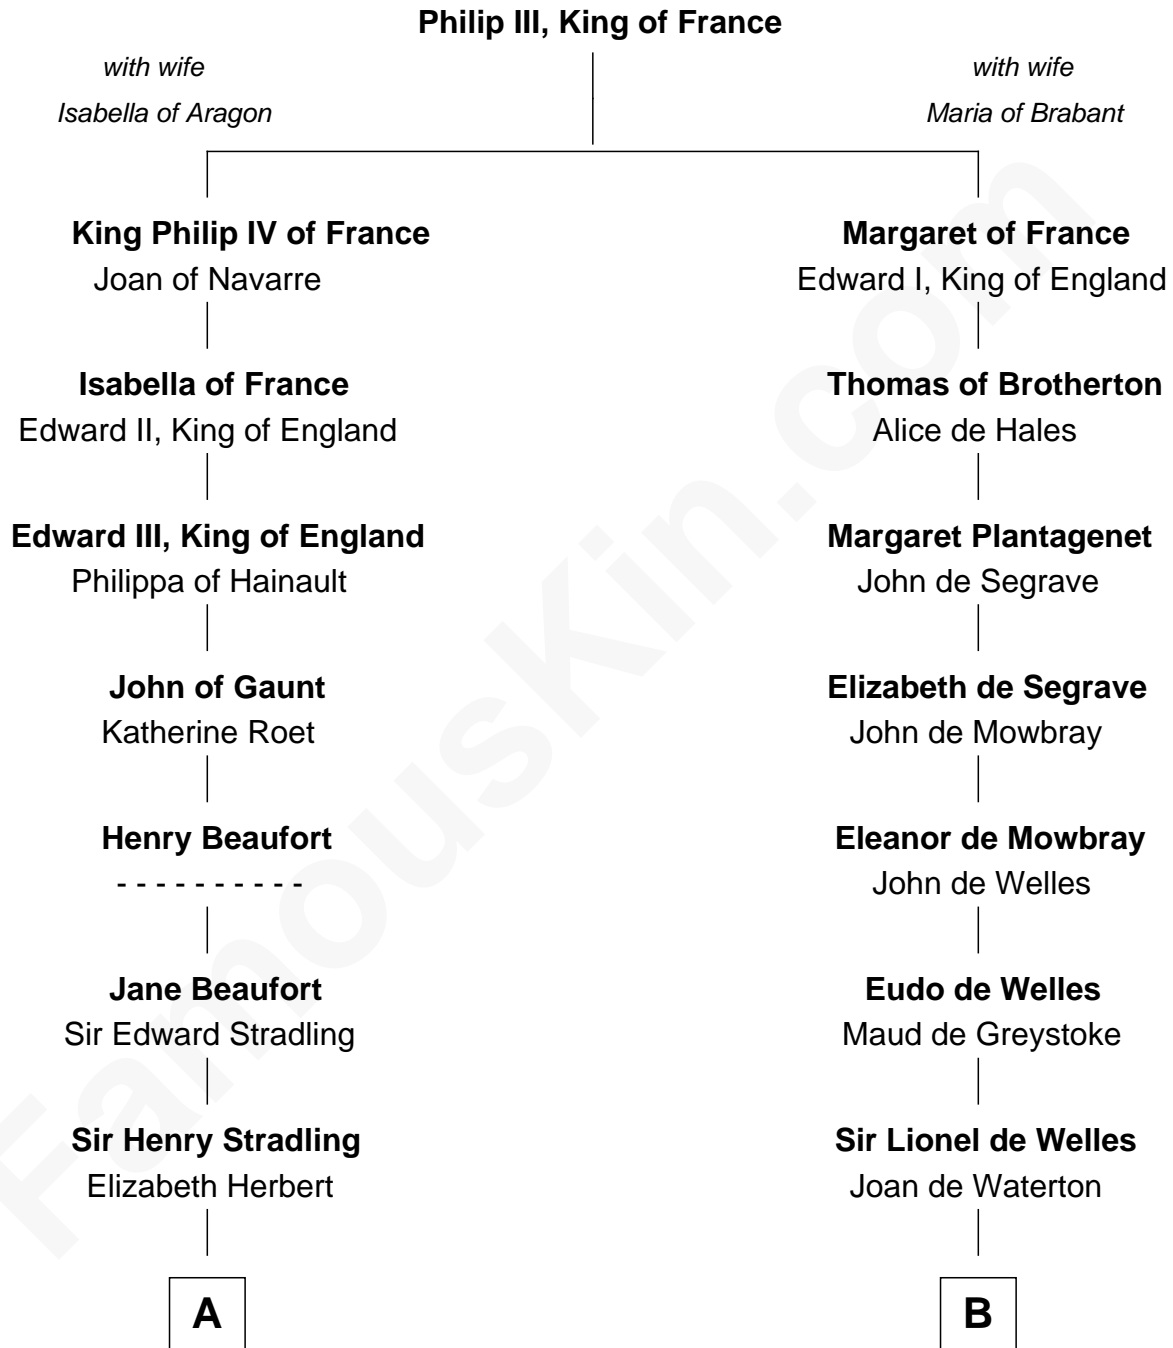 Philip III, King of France
with wife
Isabella of Aragon
with wife
Maria of Brabant
King Philip IV of France
Joan of Navarre
Margaret of France
Edward I, King of England
Isabella of France
Edward II, King of England
Thomas of Brotherton
Alice de Hales
Edward III, King of England
Philippa of Hainault
Margaret Plantagenet
John de Segrave
John of Gaunt
Katherine Roet
Elizabeth de Segrave
John de Mowbray
Henry Beaufort
- - - - - - - - - -
Eleanor de Mowbray
John de Welles
Jane Beaufort
Sir Edward Stradling
Eudo de Welles
Maud de Greystoke
Sir Henry Stradling
Elizabeth Herbert
Sir Lionel de Welles
Joan de Waterton
A
B
FamousKin.com